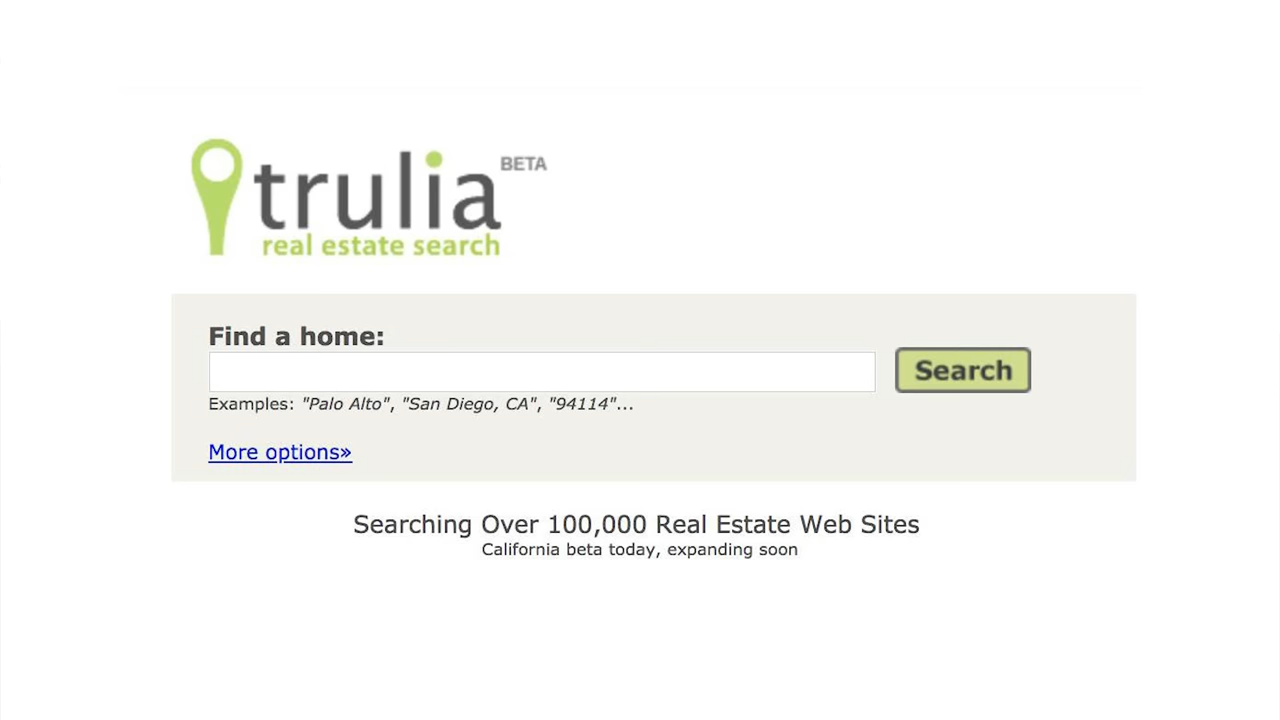 trulia BETA
real estate search
Find a home:
Search
Examples: "Palo Alto", "San Diego, CA", "94114"...
More options»
Searching Over 100,000 Real Estate Web Sites
California beta today, expanding soon